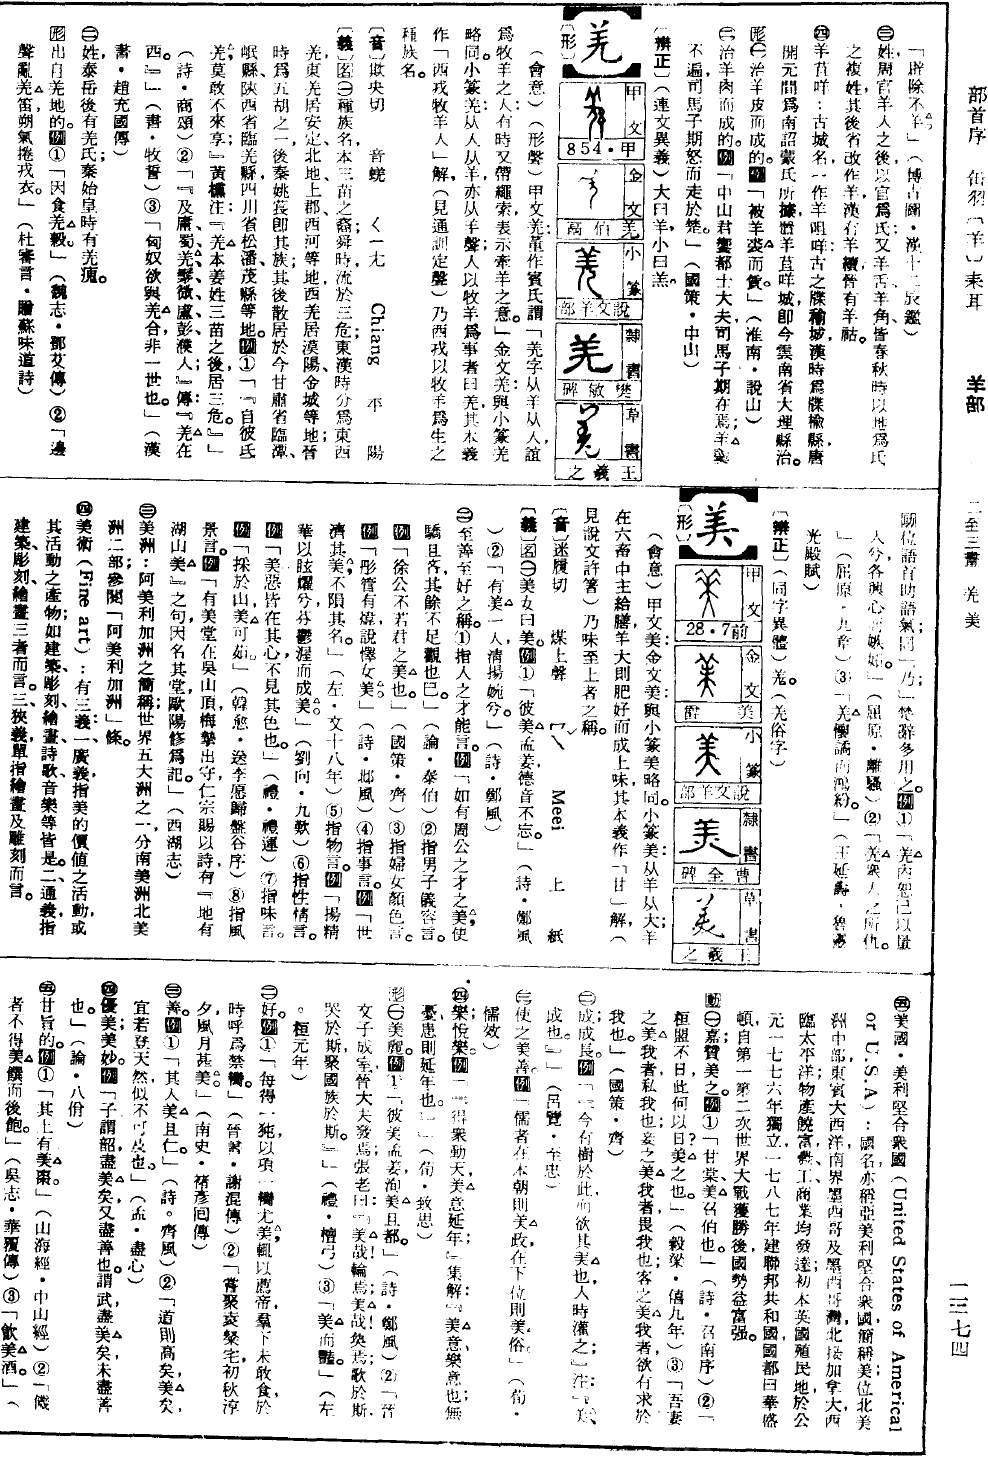 部首序 羊部 二至三畫 羌 美 一三七四
「辟除不羊」(博古圖・漢十二辰鑑)
㊂姓周官羊人之後以官爲氏又羊舌羊角皆春秋時以地爲氏
之複姓其後省改作羊漢有羊續晉有羊祜。
㊃羊苴咩:古城名一作羊咀咩古之牒榆城漢時爲牒榆縣唐
開元間爲南詔蒙氏所據號羊苴咩城卽今雲南省大理縣治。
形㊀治羊皮而成的。例「被羊裘而賃」(淮南・說山)
㊁治羊肉而成的。例「中山君饗都士大夫司馬子期在焉羊羹
不遍司馬子期怒而走於楚。」(國策・中山)
〔辨正〕(連文異義)大曰羊小曰羔。
羌
〔形〕
甲文 甲・854
金文 羌伯鬲
小篆 說文羊部
隸書 樊敏碑
草書 王羲之
(會意)(形聲)甲文羌董作賓氏謂「羌字从羊从人,誼
爲牧羊之人有時又帶繩索表示牽羊之意。」金文羌:與小篆羌
略同。小篆羌:从人从羊亦从羊聲;人以牧羊爲事者曰羌其本義
作「西戎牧羊人」解(見通訓定聲)乃西戎以牧羊爲生之
種族名。
〔音〕欺央切 音蜣 ㄑㄧㄤ Chiang 平 陽
〔義〕名㊀種族名本三苗之裔舜時流於三危東漢時分爲東西
羌東羌居安定北地上郡西河等地西羌居漢陽金城等地;晉
時爲五胡之一後秦姚萇卽其族其後散居於今甘肅省臨潭、
岷縣陝西省臨羌縣四川省松潘茂縣等地。例①「『自彼氐
羌莫敢不來享』黃櫄注:『羌本姜姓三苗之後居三危。』」
(詩・商頌)②「『及庸蜀羌髳微盧彭濮人』傳『羌在
西。』」(書・牧誓)③「匈奴欲與羌合非一世也。」(漢
書・趙充國傳)
㊁姓泰岳後有羌氏秦始皇時有羌瘣。
形出自羌地的。例①「因食羌穀。」(魏志・鄧艾傳)②「邊
聲亂羌笛,朔氣捲戎衣。」(杜審言・贈蘇味道詩)
助位語首助語氣同「乃」楚辭多用之。例①「羌內恕己以量
人兮各興心而嫉妒。」(屈原・離騷)②「羌衆人之所仇。
」(屈原・九章)③「羌瓌譎而鴻紛。」(王延壽・魯靈
光殿賦)
〔辨正〕(同字異體)羗。(羌俗字)
美
〔形〕
甲文 前7・28
金文 美爵
小篆 說文羊部
隸書 曹全碑
草書 王羲之
(會意)甲文美:金文美:與小篆美略同。小篆美:从羊从大;羊
在六畜中主給膳羊大則肥好而成上味其本義作「甘」解(
見說文許箸)乃味至上者之稱。
〔音〕迷履切 媒上聲 ㄇㄟˇ Meei 上 紙
〔義〕名㊀美女曰美。例①「彼美孟姜德音不忘。」(詩・鄭風
)②「有美一人,清揚婉兮。」(詩・鄭風)
㊁至善至好之稱。①指人之才能言。例「如有周公之才之美,使
驕且吝其餘不足觀也已。」(論・泰伯)②指男子儀容言。
例「徐公不若君之美也。」(國策・齊)③指婦女顏色言。
例「彤管有煒,說懌女美。」(詩・邶風)④指事言。例「世
濟其美不隕其名。」(左・文十八年)⑤指物言。例「揚精
華以眩燿兮,芬鬱渥而成美。」(劉向・九歎)⑥指性情言。
例「美惡皆在其心不見其色也。」(禮・禮運)⑦指味言。
例「採於山美可茹。」(韓愈・送李愿歸盤谷序)⑧指風
景言。例「有美堂在吳山頂梅摯出守仁宗賜以詩有『地有
湖山美』之句因名其堂歐陽修爲記。」(西湖志)
㊂美洲:阿美利加洲之簡稱世界五大洲之一分南美洲北美
洲二部參閱「阿美利加洲」條。
㊃美術(Fine art):有三義:一廣義指美的價值之活動或
其活動之產物如建築、彫刻繪畫詩歌音樂等皆是。二通義指
建築彫刻繪畫三者而言。三狹義單指繪畫及雕刻而言。
㊄美國・美利堅合衆國(United States of Americal
or U.S.A):國名亦稱亞美利堅合衆國,簡稱美位北美
洲中部東賓大西洋南界墨西哥及墨西哥灣北接加拿大西
臨太平洋物產饒富農工商業均發達初本英國殖民地於公
元一七七六年獨立一七八七年建聯邦共和國國都曰華盛
頓自第一第二次世界大戰獲勝後國勢益富强。
動㊀嘉贊美之。例①「甘棠美召伯也。」(詩・召南序)②「
桓盟不日此何以日?美之也。」(穀梁・僖九年)③「吾妻
之美我者私我也;妾之美我者畏我也;客之美我者欲有求於
我也。」(國策・齊)
㊁成成長。例「『今有樹於此,而欲其美也,人時灌之』注:『美,
成也。』」(呂覽・至忠)
㊂使之美善。例「儒者在本朝則美政在下位則美俗。」(荀・
儒效)
㊃樂;悅樂。例「『得衆動天美意延年。』集解:『美意樂意也;無
憂患則延年也。』」(荀・致思)
形㊀美麗。例①「彼美孟姜洵美且都。」(詩・鄭風)②「晉
文子成室晉大夫發焉張老曰:『美哉輪焉!美哉奐焉!歌於斯,
哭於斯聚國族於斯。』」(禮・檀弓)③「美而豔。」(左
。桓元年)
㊁好。例①「每得一㹠以項一臠尤美,輒以薦帝羣下未敢食於
時呼爲禁臠。」(晉書・謝混傳)②「嘗聚袁粲宅初秋淳
夕風月甚美。」(南史・褚彥回傳)
㊂善。例①「其人美且仁。」(詩。齊風)②「道則高矣美矣,
宜若登天然似不可及也。」(孟・盡心)
㊃優美;美妙。例「子謂韶盡美矣又盡善也謂武盡美矣未盡善
也。」(論・八佾)
㊄甘旨的。例①「其上有美棗。」(山海經・中山經)②「饑
者不得美饌而後飽。」(吳志・華覈傳)③「飲美酒。」(